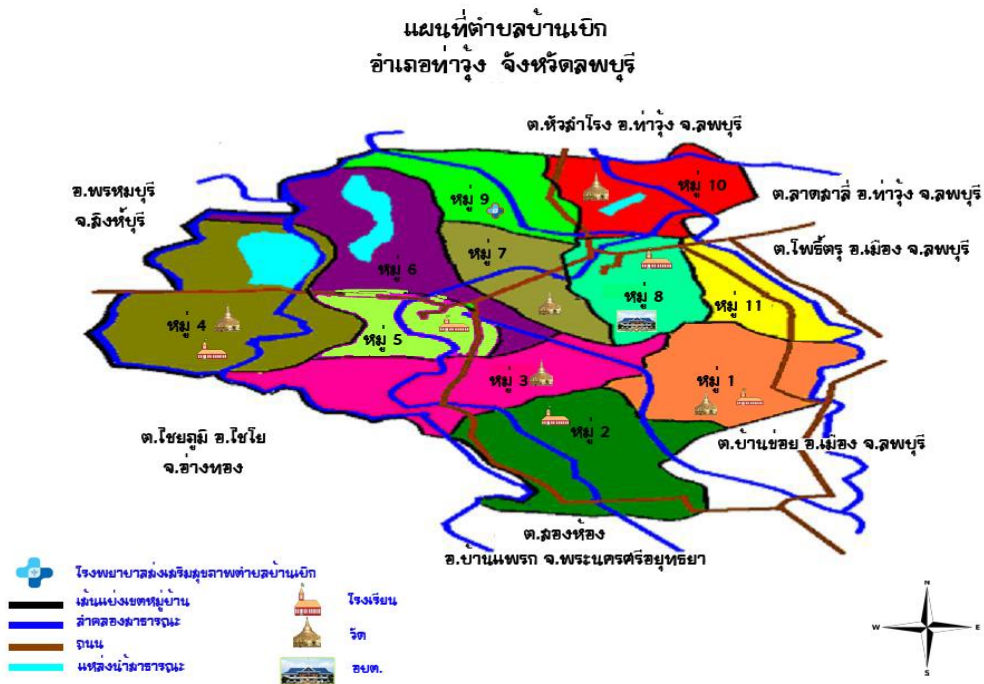 แผนที่ตำบลบ้านเบิก
อำเภอท่าวุ้ง จังหวัดลพบุรี
ต.หัวสำโรง อ.ท่าวุ้ง จ.ลพบุรี
อ.พรหมบุรี
จ.สิงห์บุรี
หมู่ 9
หมู่ 10
ต.ลาดสาลี่ อ.ท่าวุ้ง จ.ลพบุรี
ต.โพธิ์ตรุ อ.เมือง จ.ลพบุรี
หมู่ 7
หมู่ 6
หมู่ 8
หมู่ 11
หมู่ 4
หมู่ 5
หมู่ 3
หมู่ 1
หมู่ 2
ต.ไชยภูมิ อ.ไชโย
จ.อ่างทอง
ต.บ้านข่อย อ.เมือง จ.ลพบุรี
ต.สองห้อง
อ.บ้านแพรก จ.พระนครศรีอยุทธยา
โรงพยาบาลส่งเสริมสุขภาพตำบลบ้านเบิก
เส้นแบ่งเขตหมู่บ้าน
ลำคลองสาธารณะ
ถนน
แหล่งน้ำสาธารณะ
โรงเรียน
วัด
อบต.
N
W
E
S